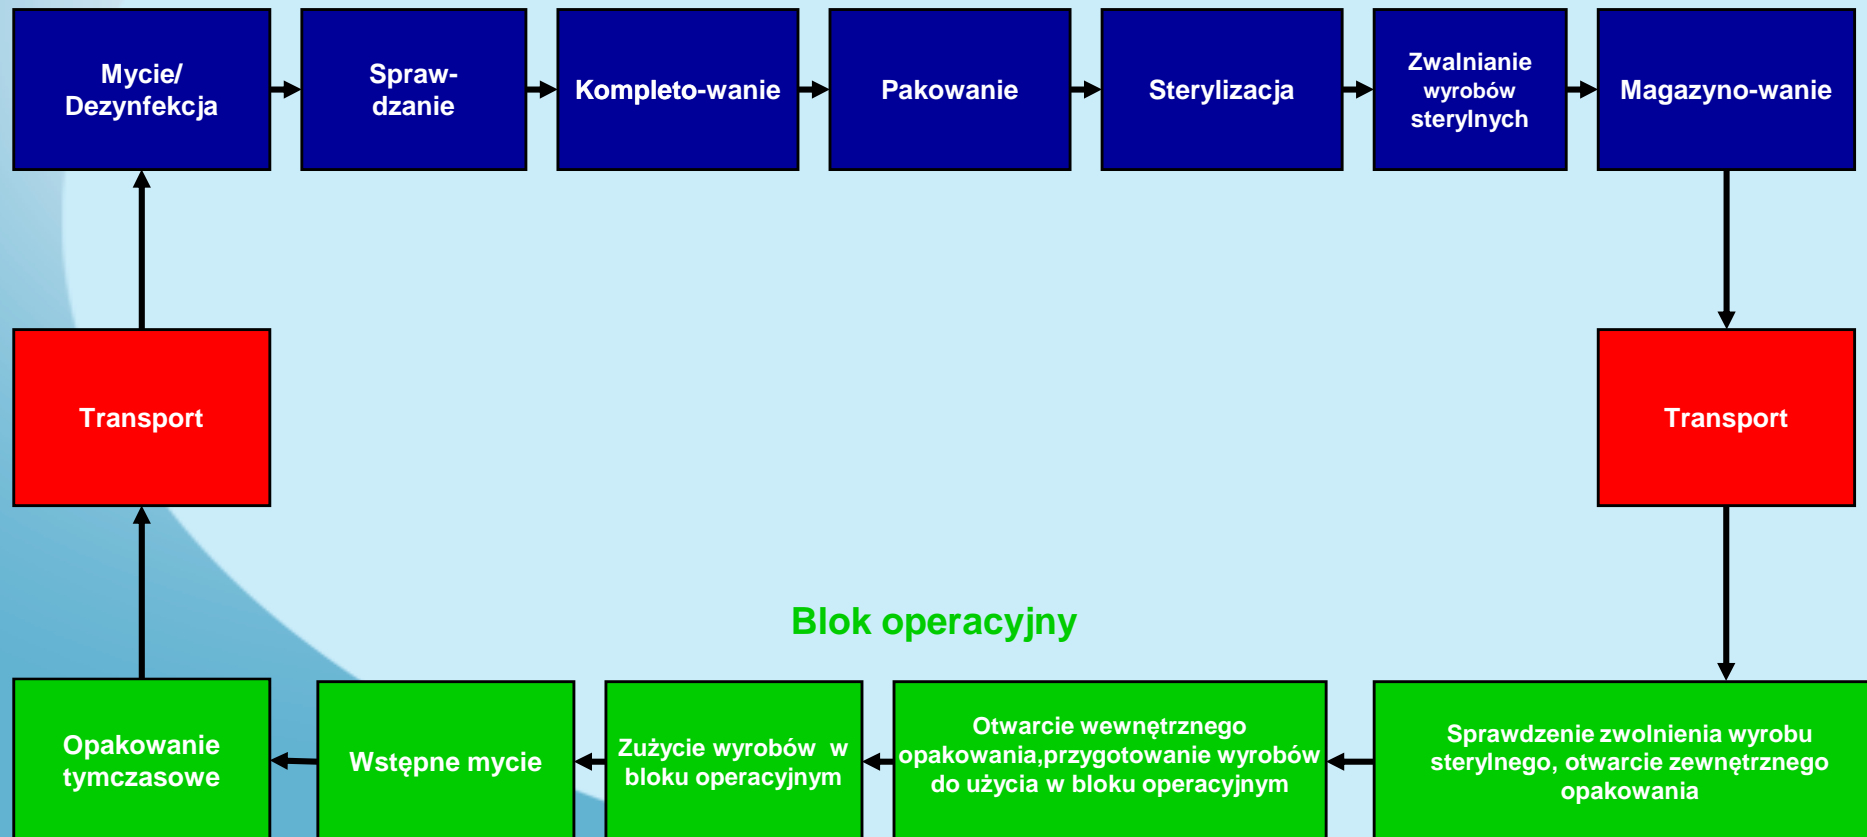 Mycie/
Dezynfekcja
Spraw-
dzanie
Kompleto-wanie
Pakowanie
Sterylizacja
Zwalnianie
wyrobów
sterylnych
Magazyno-wanie
Transport
Transport
Blok operacyjny
Opakowanie
tymczasowe
Wstępne mycie
Zużycie wyrobów w
bloku operacyjnym
Otwarcie wewnętrznego
opakowania,przygotowanie wyrobów
do użycia w bloku operacyjnym
Sprawdzenie zwolnienia wyrobu
sterylnego, otwarcie zewnętrznego
opakowania